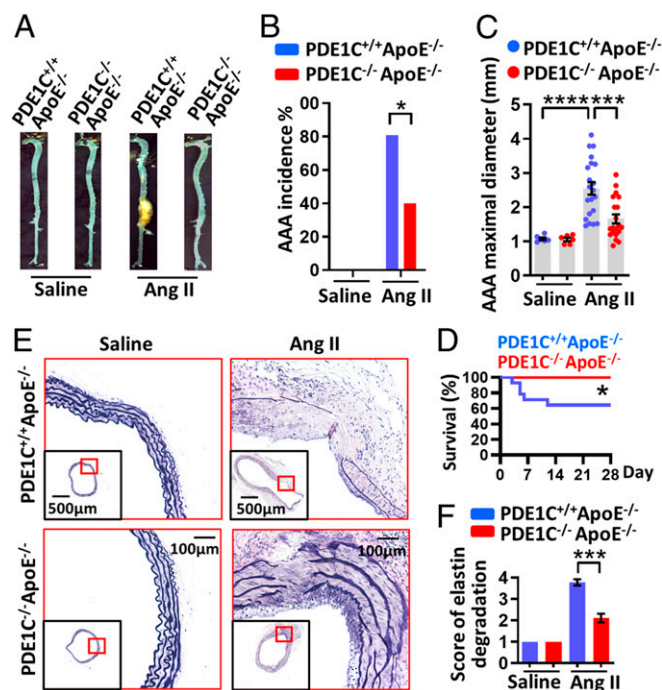 A
PDE1C+/+
ApoE-/-
PDE1C-/-
ApoE-/-
PDE1C+/+
ApoE-/-
PDE1C-/-
ApoE-/-
Saline
Ang II
B
PDE1C+/+ApoE-/-
PDE1C-/-ApoE-/-
AAA incidence %
00
80
60
40
20
0
*
Saline
Ang II
C
PDE1C+/+ApoE-/-
PDE1C-/- ApoE-/-
AAA maximal diameter (mm)
5
4
3
2
1
0
**** ***
Saline
Ang II
D
PDE1C+/+ApoE-/-
PDE1C-/- ApoE-/-
Survival (%)
100
80
60
40
20
0
*
0 7 14 21 28 Day
E
Saline
Ang II
PDE1C+/+ApoE-/-
500μm
500μm
PDE1C-/-ApoE-/-
100μm
100μm
F
PDE1C+/+ApoE-/-
PDE1C-/-ApoE-/-
Score of elastin
degradation
4
3
2
1
0
***
Saline
Ang II